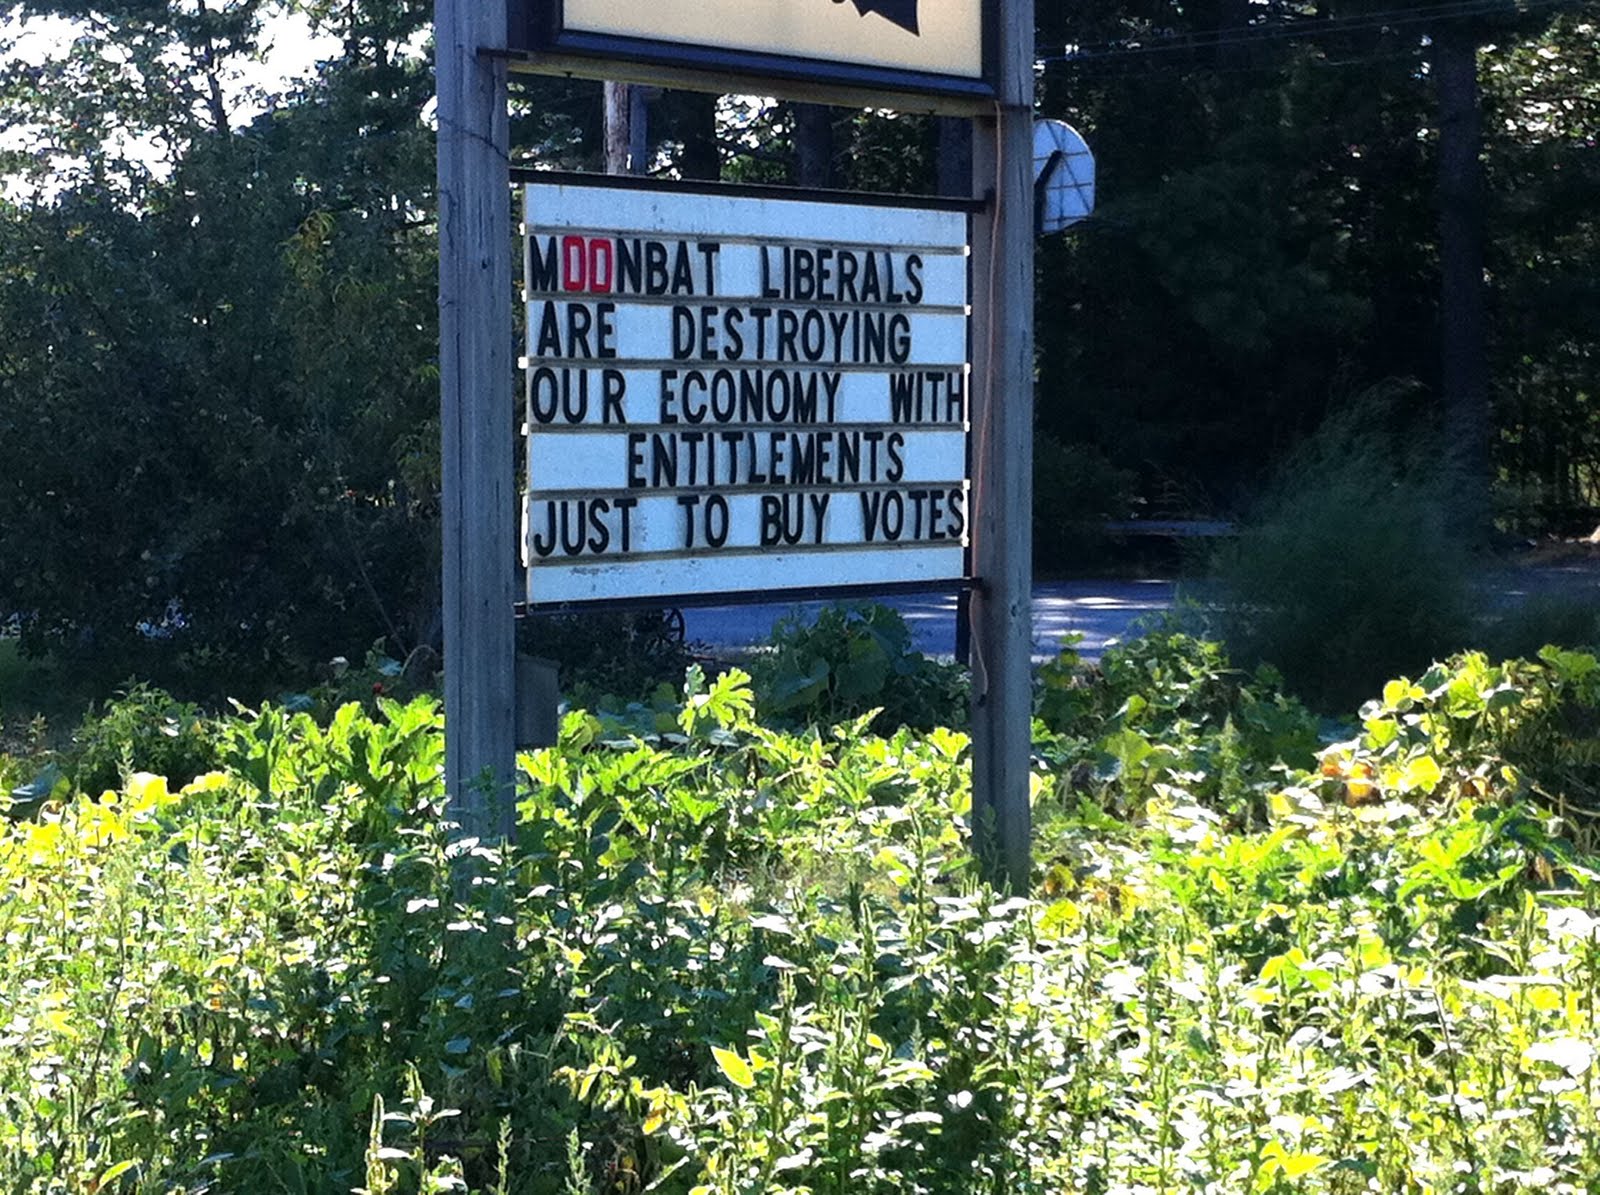 MOONBAT LIBERALS
ARE DESTROYING
OUR ECONOMY WITH
ENTITLEMENTS
JUST TO BUY VOTES